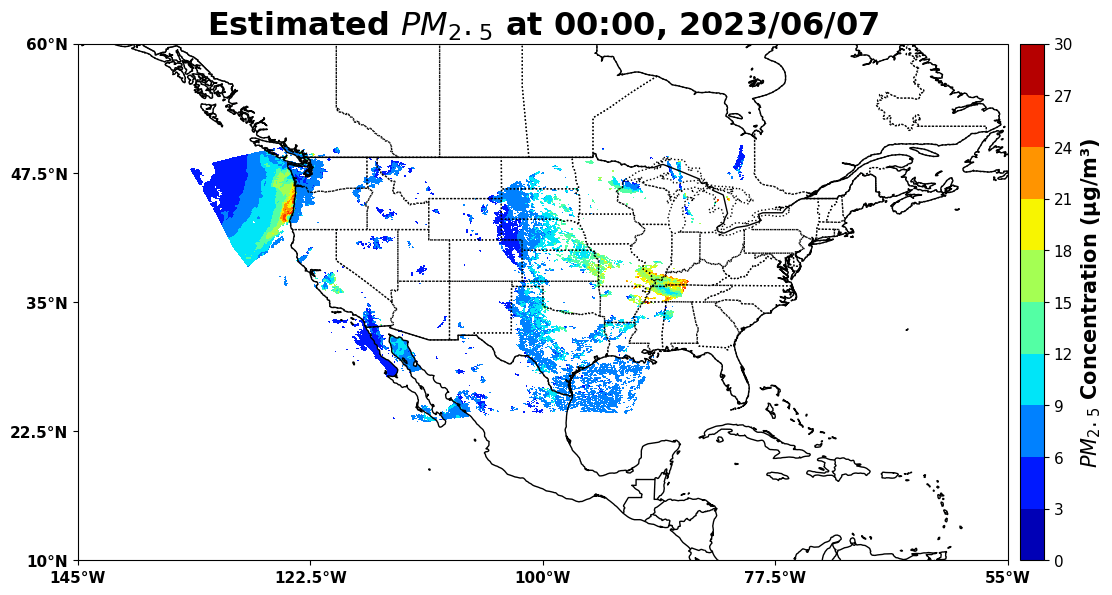 Estimated PM2.5 at 00:00, 2023/06/07
60°N
47.5°N
35°N
22.5°N
10°N
145°W
122.5°W
100°W
77.5°W
55°W
30
27
24
21
18
15
12
9
6
3
0
PM2.5 Concentration (μg/m³)